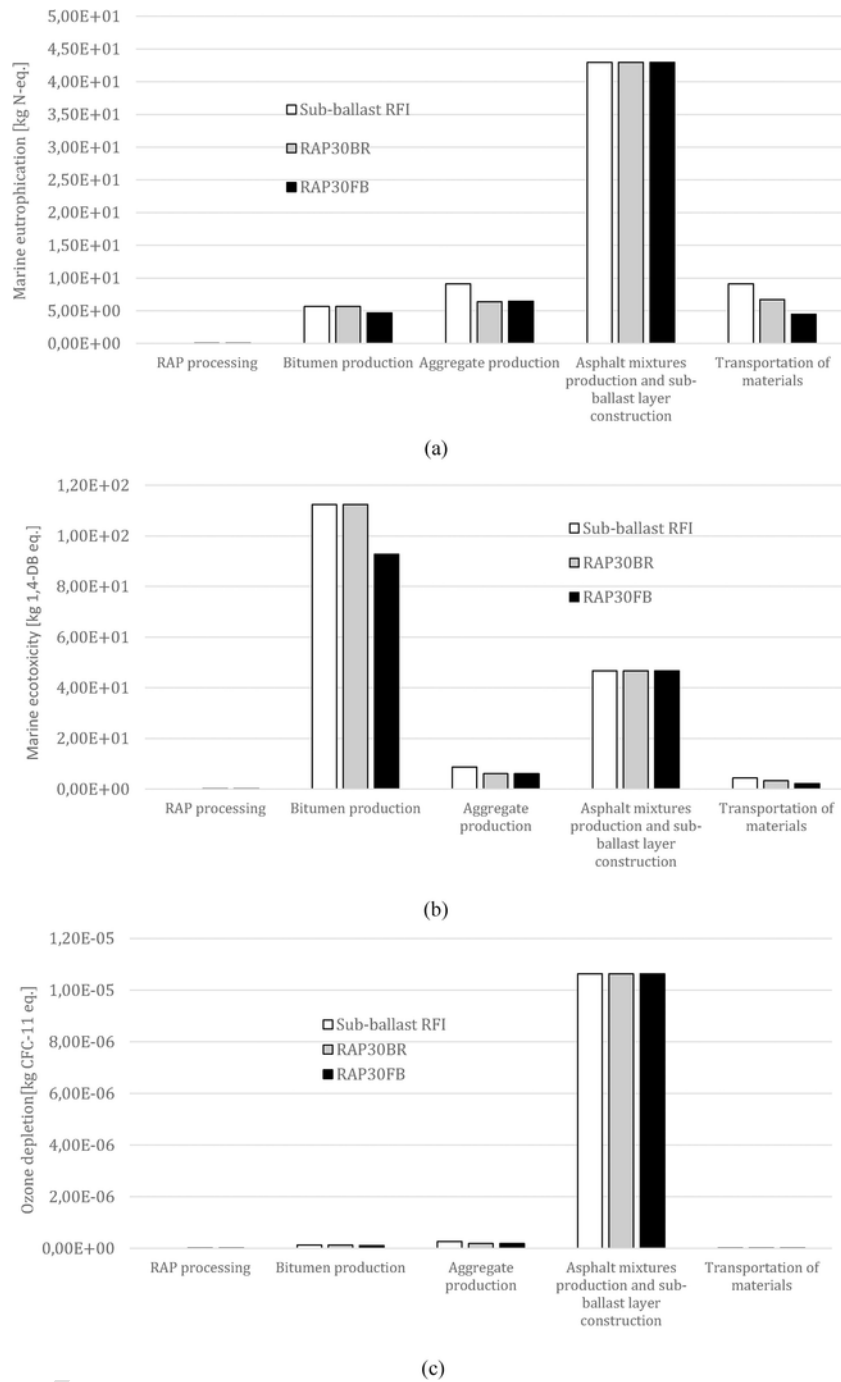 5,00E+01
4,50E+01
4,00E+01
3,50E+01
3,00E+01
2,50E+01
2,00E+01
1,50E+01
1,00E+01
5,00E+00
0,00E+00
Marine eutrophication [kg N-eq.]
Sub-ballast RFI
RAP30BR
RAP30FB
RAP processing
Bitumen production
Aggregate production
Asphalt mixtures
production and sub-
ballast layer
construction
Transportation of
materials
(a)
1,20E+02
1,00E+02
8,00E+01
6,00E+01
4,00E+01
2,00E+01
0,00E+00
Marine ecotoxicity [kg 1,4-DB eq.]
Sub-ballast RFI
RAP30BR
RAP30FB
RAP processing
Bitumen production
Aggregate
production
Asphalt mixtures
production and sub-
ballast layer
construction
Transportation of
materials
(b)
1,20E-05
1,00E-05
8,00E-06
6,00E-06
4,00E-06
2,00E-06
0,00E+00
Ozone depletion[kg CFC-11 eq.]
Sub-ballast RFI
RAP30BR
RAP30FB
RAP processing
Bitumen production
Aggregate
production
Asphalt mixtures
production and sub-
ballast layer
construction
Transportation of
materials
(c)